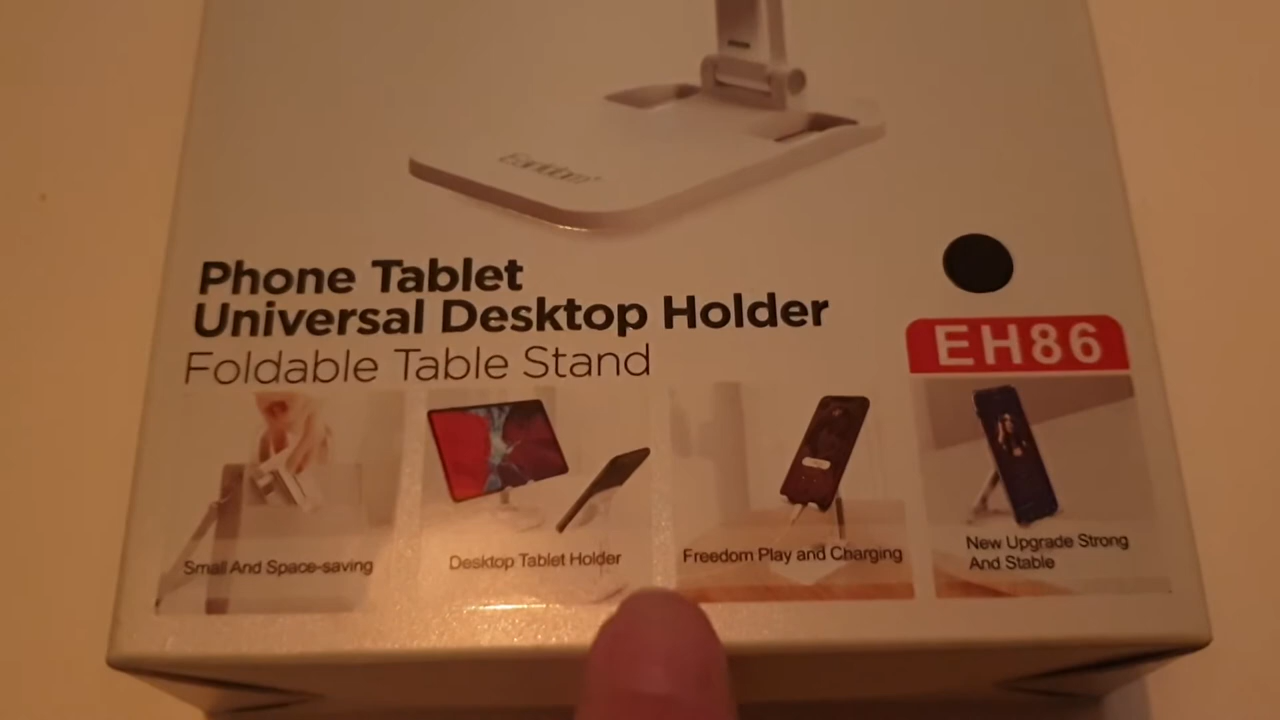 Earldom
Phone Tablet
Universal Desktop Holder
Foldable Table Stand
EH86
Small And Space-saving
Desktop Tablet Holder
Freedom Play and Charging
New Upgrade Strong
And Stable